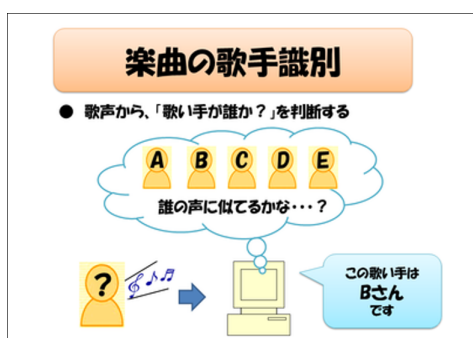 楽曲の歌手識別
● 歌声から、「歌い手が誰か？」を判断する
A B C D E
誰の声に似てるかな・・・？
?
この歌い手は
Bさん
です